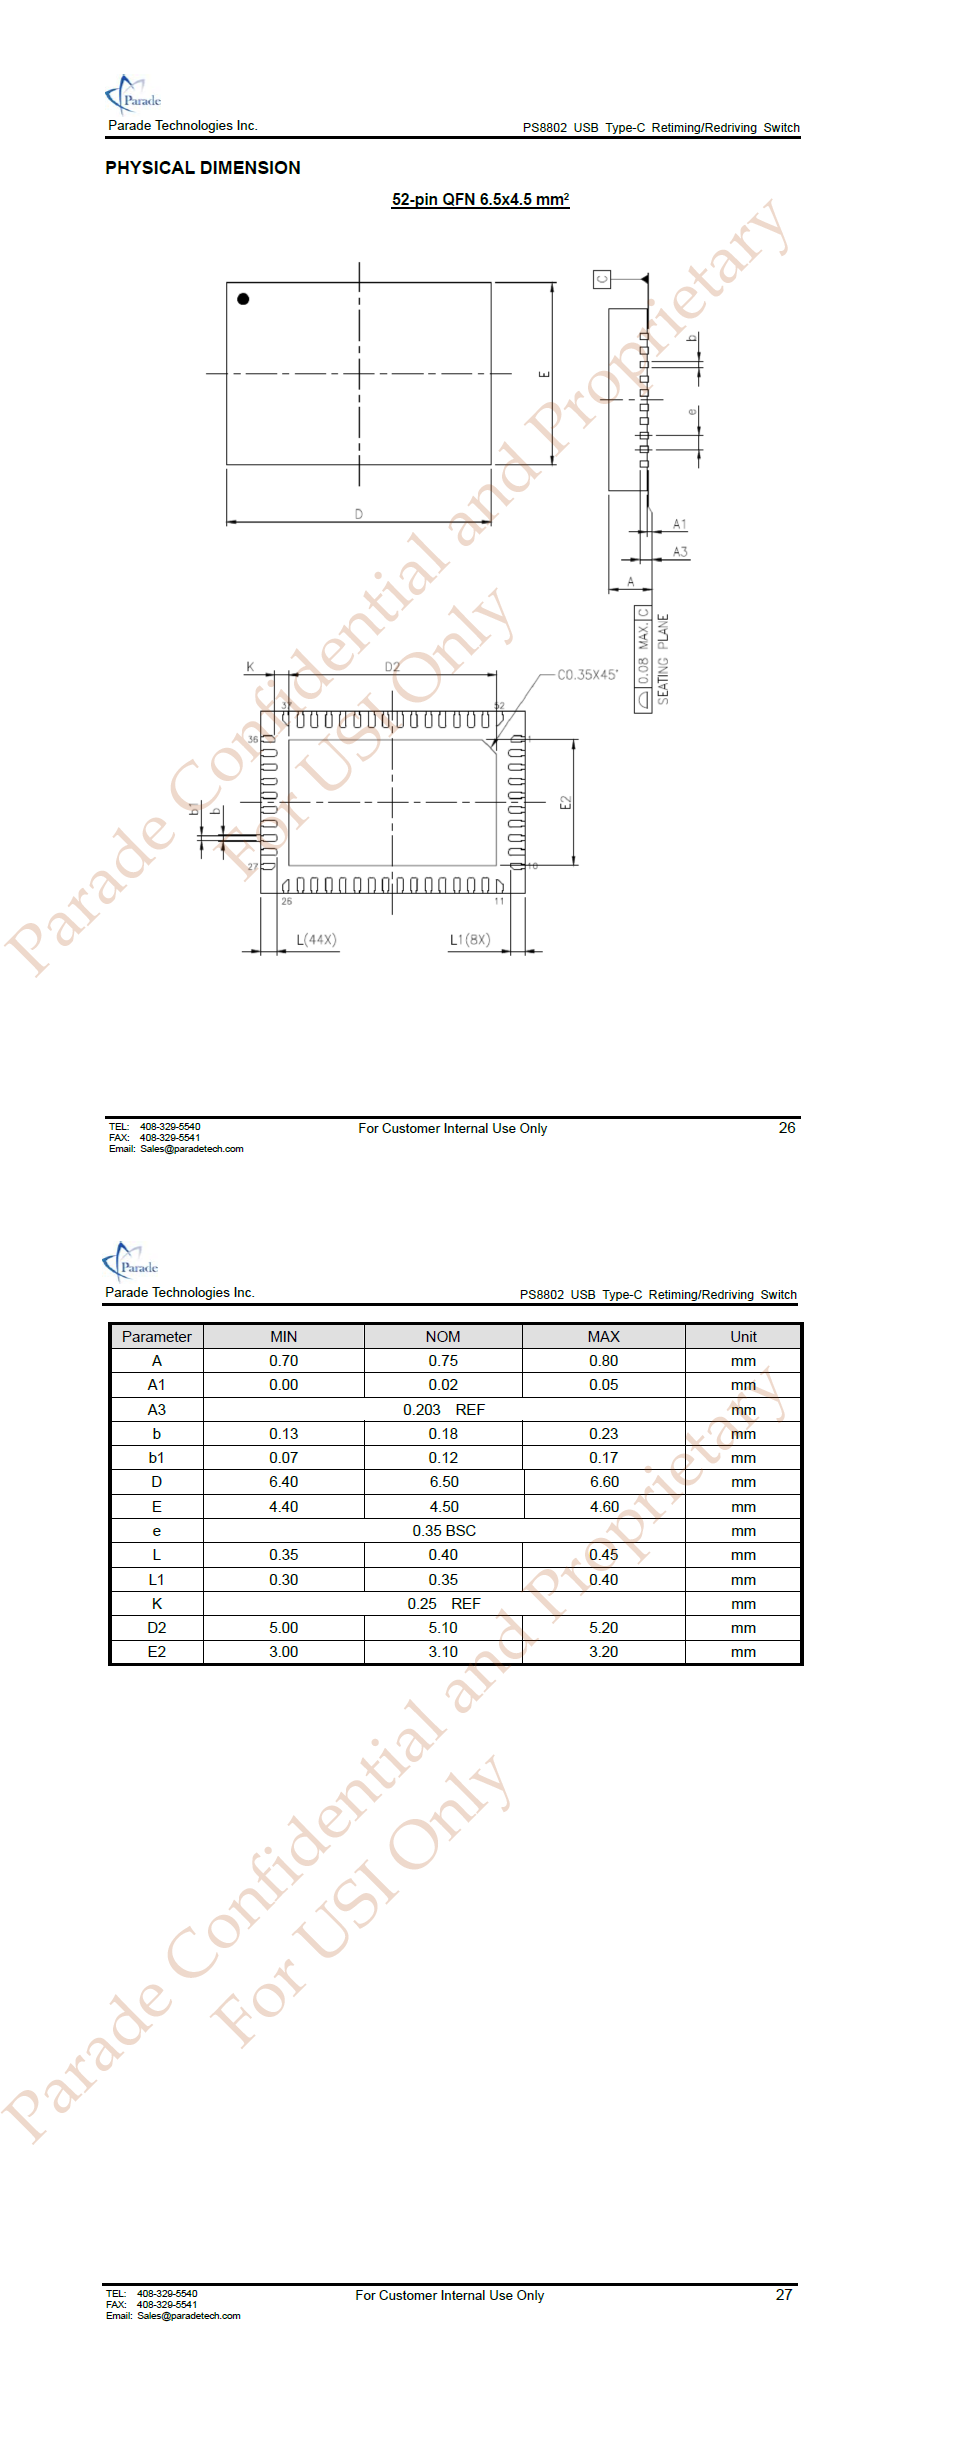 Parade
Parade Technologies Inc.
PS8802 USB Type-C Retiming/Redriving Switch
PHYSICAL DIMENSION
52-pin QFN 6.5x4.5 mm²
C
b
E
e
D
A1
A3
A
0.08 MAX. C
SEATING PLANE
K
D2
C0.35X45°
37
52
36
1
E2
b1
b
27
10
26
11
L(44X)
L1(8X)
Parade Confidential and Proprietary
For USI Only
TEL: 408-329-5540
FAX: 408-329-5541
Email: Sales@paradetech.com
For Customer Internal Use Only
26
Parade
Parade Technologies Inc.
PS8802 USB Type-C Retiming/Redriving Switch
Parameter MIN NOM MAX Unit
A 0.70 0.75 0.80 mm
A1 0.00 0.02 0.05 mm
A3 0.203 REF mm
b 0.13 0.18 0.23 mm
b1 0.07 0.12 0.17 mm
D 6.40 6.50 6.60 mm
E 4.40 4.50 4.60 mm
e 0.35 BSC mm
L 0.35 0.40 0.45 mm
L1 0.30 0.35 0.40 mm
K 0.25 REF mm
D2 5.00 5.10 5.20 mm
E2 3.00 3.10 3.20 mm
Parade Confidential and Proprietary
For USI Only
TEL: 408-329-5540
FAX: 408-329-5541
Email: Sales@paradetech.com
For Customer Internal Use Only
27